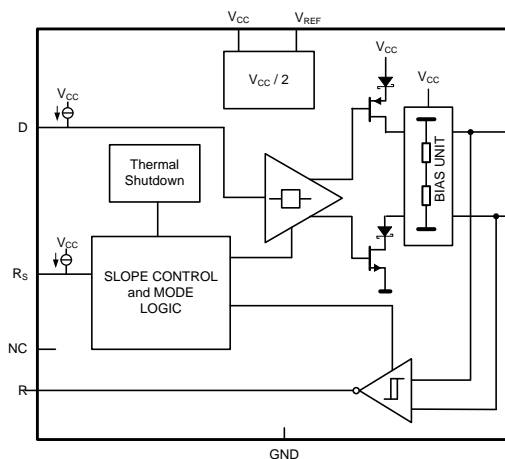 VCC VREF
VCC / 2
VCC
VCC
VCC
D
BIAS UNIT
Thermal
Shutdown
VCC
RS
SLOPE CONTROL
and MODE
LOGIC
NC
R
GND